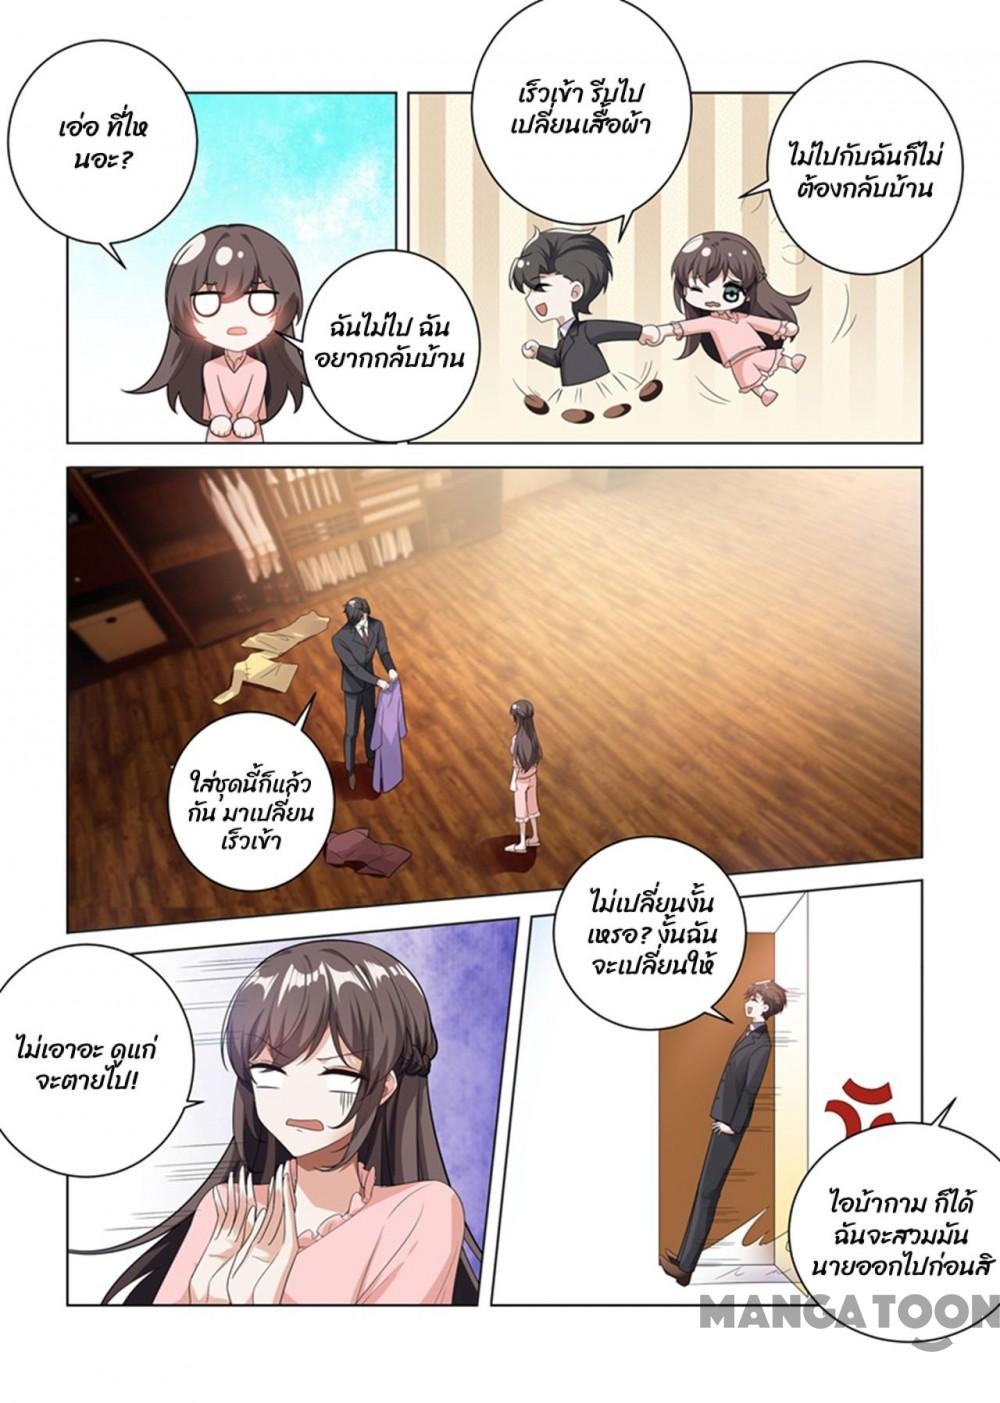 เอ่อ ที่ไห
นอะ?
ฉันไม่ไป ฉัน
อยากกลับบ้าน
เร็วเข้า รีบไป
เปลี่ยนเสื้อผ้า
ไม่ไปกับฉันก็ไม่
ต้องกลับบ้าน
ใส่ชุดนี้ก็แล้ว
กัน มาเปลี่ยน
เร็วเข้า
ไม่เอาอะ ดูแก่
จะตายไป!
ไม่เปลี่ยนงั้น
เหรอ? งั้นฉัน
จะเปลี่ยนให้
ไอบ้ากาม ก็ได้
ฉันจะสวมมัน
นายออกไปก่อนสิ
MANGATOON